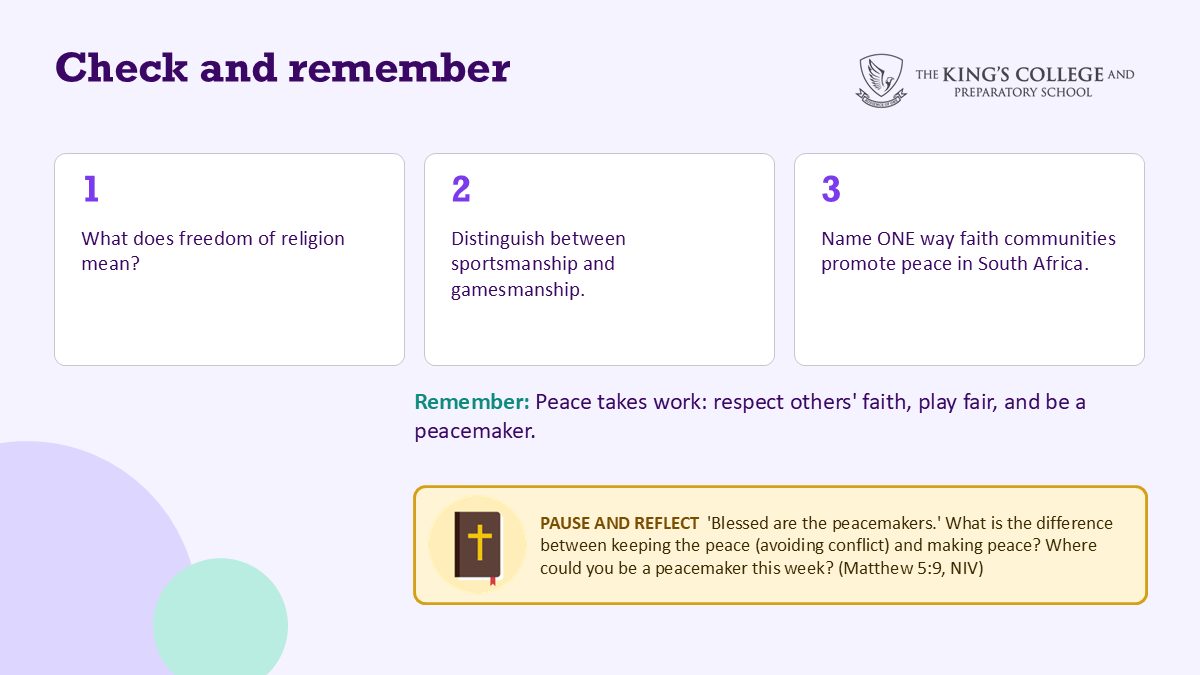 Check and remember
THE KING'S COLLEGE AND
PREPARATORY SCHOOL
1
What does freedom of religion
mean?
2
Distinguish between
sportsmanship and
gamesmanship.
3
Name ONE way faith communities
promote peace in South Africa.
Remember: Peace takes work: respect others' faith, play fair, and be a
peacemaker.
PAUSE AND REFLECT 'Blessed are the peacemakers.' What is the difference
between keeping the peace (avoiding conflict) and making peace? Where
could you be a peacemaker this week? (Matthew 5:9, NIV)